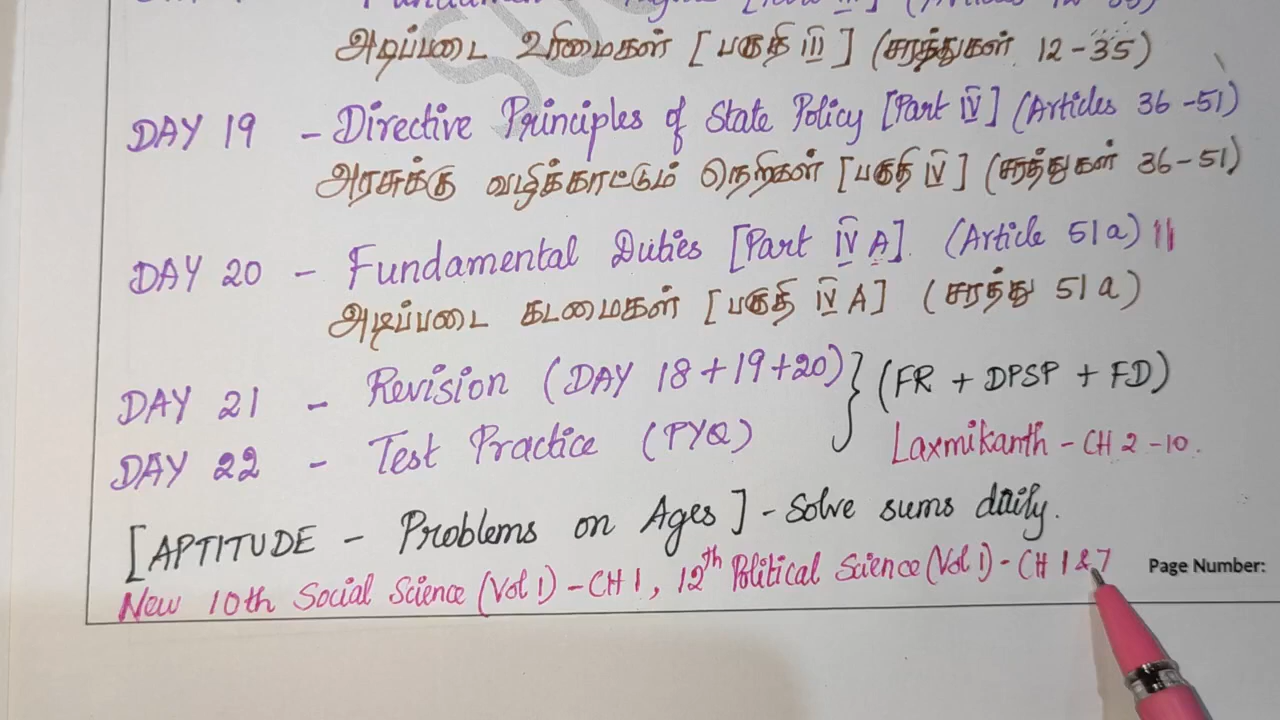 அடிப்படை உரிமைகள் [பகுதி III] (சரத்துகள் 12-35)
DAY 19 - Directive Principles of State Policy [Part IV] (Articles 36-51)
அரசுக்கு வழிக்காட்டும் நெறிகள் [பகுதி IV] (சரத்துகள் 36-51)
DAY 20 - Fundamental Duties [Part IV A]. (Article 51a) 11
அடிப்படை கடமைகள் [பகுதி IV A] (சரத்து 51a)
DAY 21 - Revision (DAY 18+19+20) } (FR + DPSP + FD)
DAY 22 - Test Practice (PYQ) Laxmikanth - CH 2-10.
[APTITUDE - Problems on Ages] - Solve sums daily.
New 10th Social Science (Vol 1) - CH 1, 12th Political Science (Vol 1) - CH 1 & 7
Page Number: